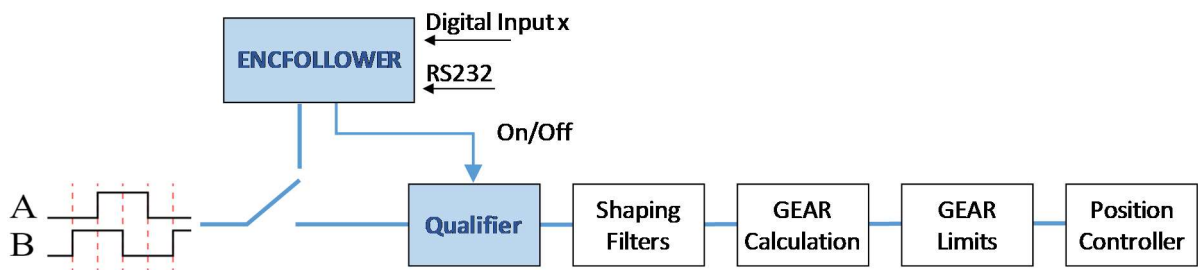 Digital Input x
ENCFOLLOWER
RS232
On/Off
A
B
Qualifier
Shaping
Filters
GEAR
Calculation
GEAR
Limits
Position
Controller